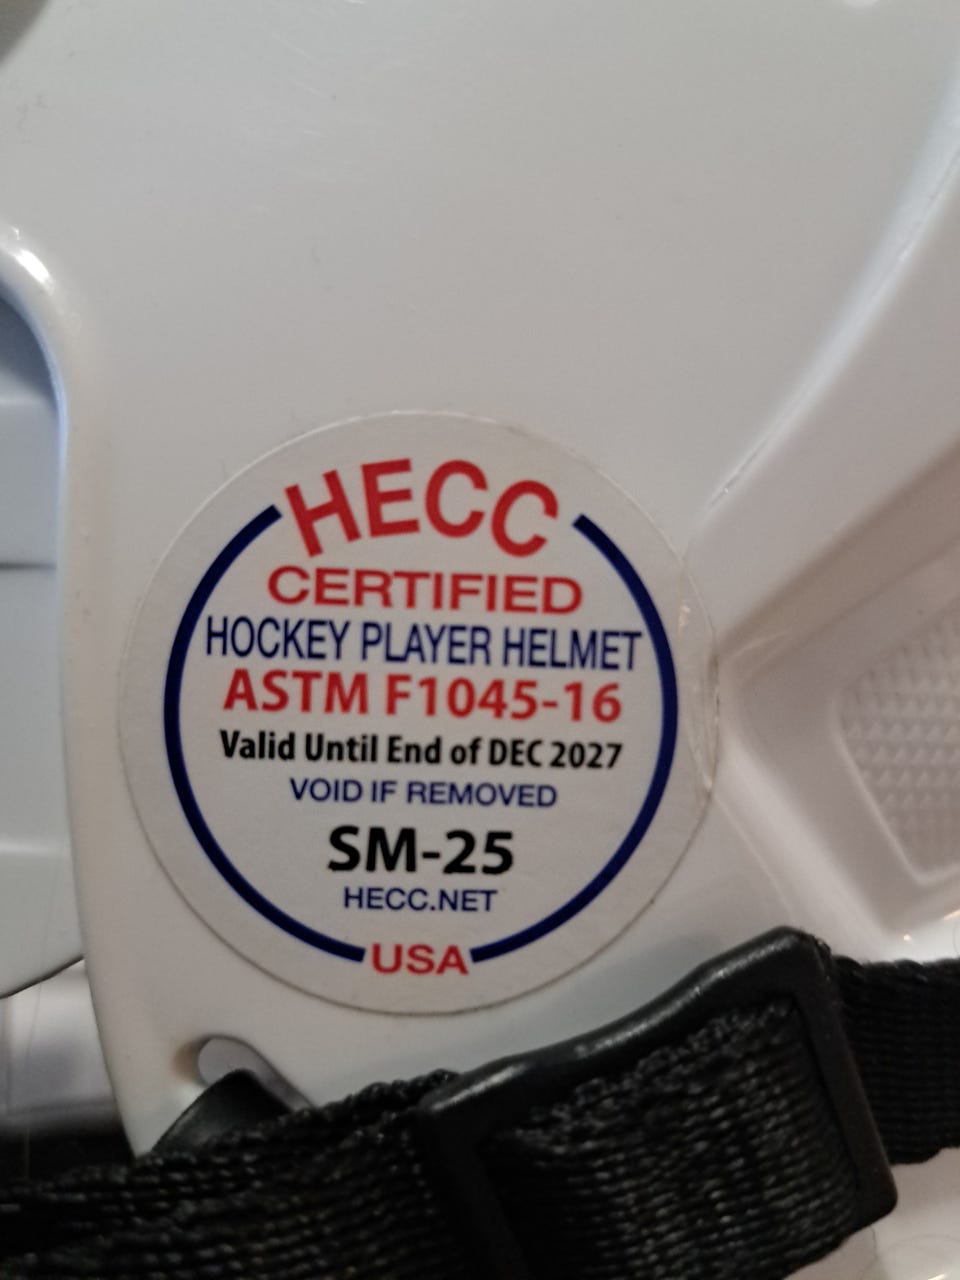 HECC
CERTIFIED
HOCKEY PLAYER HELMET
ASTM F1045-16
Valid Until End of DEC 2027
VOID IF REMOVED
SM-25
HECC.NET
USA